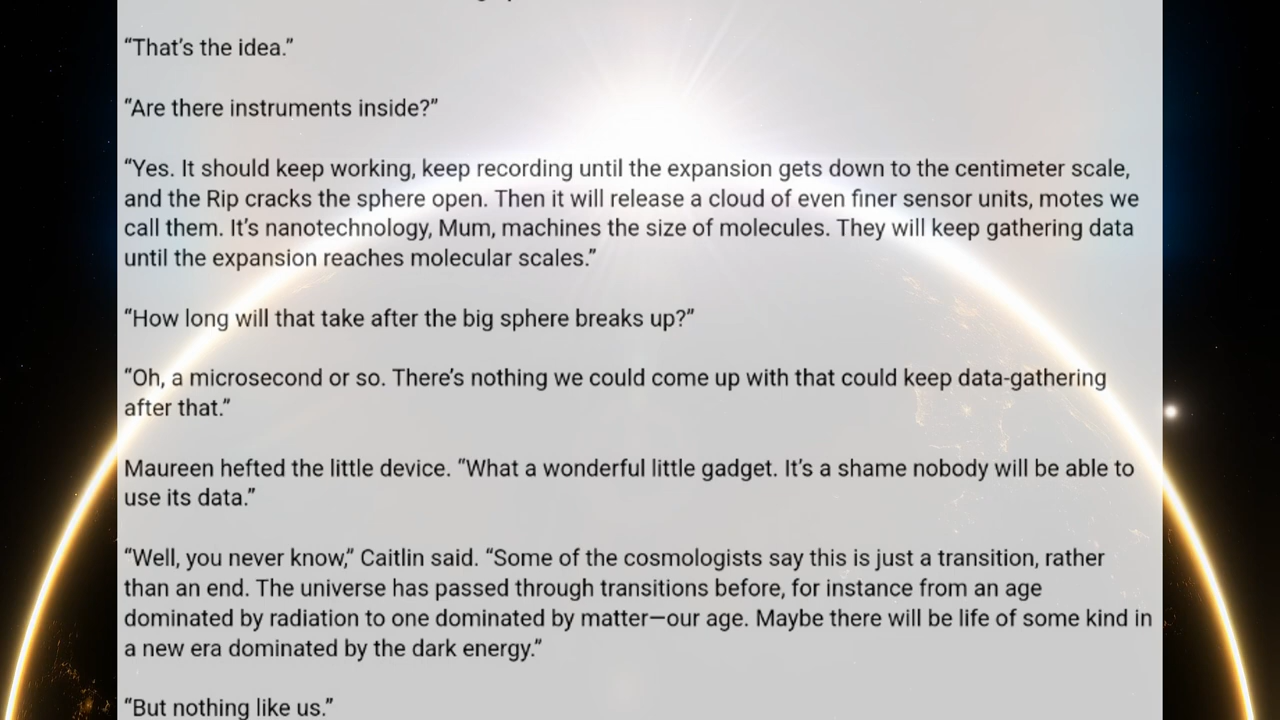 “That’s the idea.”
“Are there instruments inside?”
“Yes. It should keep working, keep recording until the expansion gets down to the centimeter scale,
and the Rip cracks the sphere open. Then it will release a cloud of even finer sensor units, motes we
call them. It’s nanotechnology, Mum, machines the size of molecules. They will keep gathering data
until the expansion reaches molecular scales.”
“How long will that take after the big sphere breaks up?”
“Oh, a microsecond or so. There’s nothing we could come up with that could keep data-gathering
after that.”
Maureen hefted the little device. “What a wonderful little gadget. It’s a shame nobody will be able to
use its data.”
“Well, you never know,” Caitlin said. “Some of the cosmologists say this is just a transition, rather
than an end. The universe has passed through transitions before, for instance from an age
dominated by radiation to one dominated by matter—our age. Maybe there will be life of some kind in
a new era dominated by the dark energy.”
“But nothing like us.”